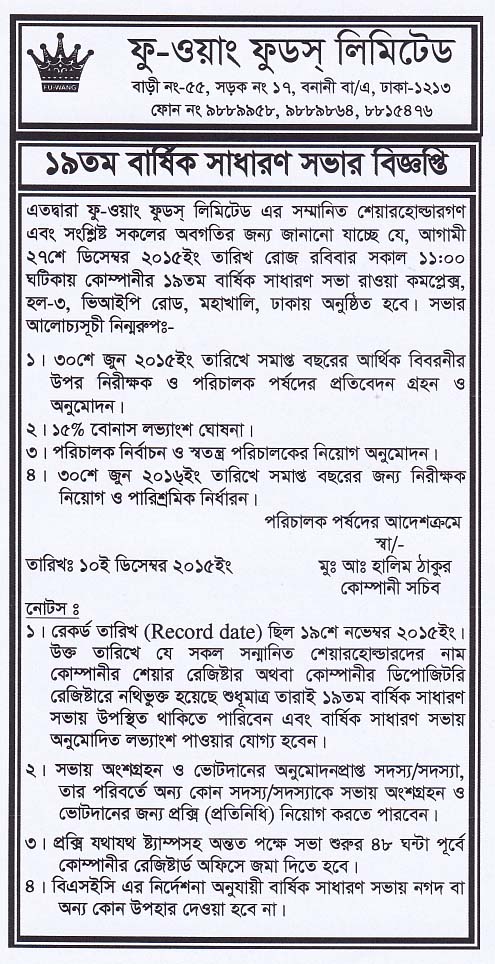 FU-WANG
ফু-ওয়াং ফুডস্ লিমিটেড
বাড়ী নং-৫৫, সড়ক নং ১৭, বনানী বা/এ, ঢাকা-১২১৩
ফোন নং ৯৮৮৯৯৫৮, ৯৮৮৯৮৬৪, ৮৮১৫৪৭৬
১৯তম বার্ষিক সাধারণ সভার বিজ্ঞপ্তি
এতদ্বারা ফু-ওয়াং ফুডস্ লিমিটেড এর সম্মানিত শেয়ারহোল্ডারগণ
এবং সংশ্লিষ্ট সকলের অবগতির জন্য জানানো যাচ্ছে যে, আগামী
২৭শে ডিসেম্বর ২০১৫ইং তারিখ রোজ রবিবার সকাল ১১:০০
ঘটিকায় কোম্পানীর ১৯তম বার্ষিক সাধারণ সভা রাওয়া কমপ্লেক্স,
হল-৩, ভিআইপি রোড, মহাখালি, ঢাকায় অনুষ্ঠিত হবে। সভার
আলোচ্যসূচী নিন্মরুপঃ-
১। ৩০শে জুন ২০১৫ইং তারিখে সমাপ্ত বছরের আর্থিক বিবরনীর
উপর নিরীক্ষক ও পরিচালক পর্ষদের প্রতিবেদন গ্রহন ও
অনুমোদন।
২। ১৫% বোনাস লভ্যাংশ ঘোষনা।
৩। পরিচালক নির্বাচন ও স্বতন্ত্র পরিচালকের নিয়োগ অনুমোদন।
৪। ৩০শে জুন ২০১৬ইং তারিখে সমাপ্ত বছরের জন্য নিরীক্ষক
নিয়োগ ও পারিশ্রমিক নির্ধারন।
পরিচালক পর্ষদের আদেশক্রমে
স্বা/-
তারিখঃ ১০ই ডিসেম্বর ২০১৫ইং মুঃ আঃ হালিম ঠাকুর
কোম্পানী সচিব
নোটস ঃ
১। রেকর্ড তারিখ (Record date) ছিল ১৯শে নভেম্বর ২০১৫ইং।
উক্ত তারিখে যে সকল সন্মানিত শেয়ারহোল্ডারদের নাম
কোম্পানীর শেয়ার রেজিষ্টার অথবা কোম্পানীর ডিপোজিটরি
রেজিষ্টারে নথিভুক্ত হয়েছে শুধুমাত্র তারাই ১৯তম বার্ষিক সাধারণ
সভায় উপস্থিত থাকিতে পারিবেন এবং বার্ষিক সাধারণ সভায়
অনুমোদিত লভ্যাংশ পাওয়ার যোগ্য হবেন।
২। সভায় অংশগ্রহন ও ভোটদানের অনুমোদনপ্রাপ্ত সদস্য/সদস্যা,
তার পরিবর্তে অন্য কোন সদস্য/সদস্যাকে সভায় অংশগ্রহন ও
ভোটদানের জন্য প্রক্সি (প্রতিনিধি) নিয়োগ করতে পারবেন।
৩। প্রক্সি যথাযথ ষ্ট্যাম্পসহ অন্তত পক্ষে সভা শুরুর ৪৮ ঘন্টা পূর্বে
কোম্পানীর রেজিষ্টার্ড অফিসে জমা দিতে হবে।
৪। বিএসইসি এর নির্দেশনা অনুযায়ী বার্ষিক সাধারণ সভায় নগদ বা
অন্য কোন উপহার দেওয়া হবে না।